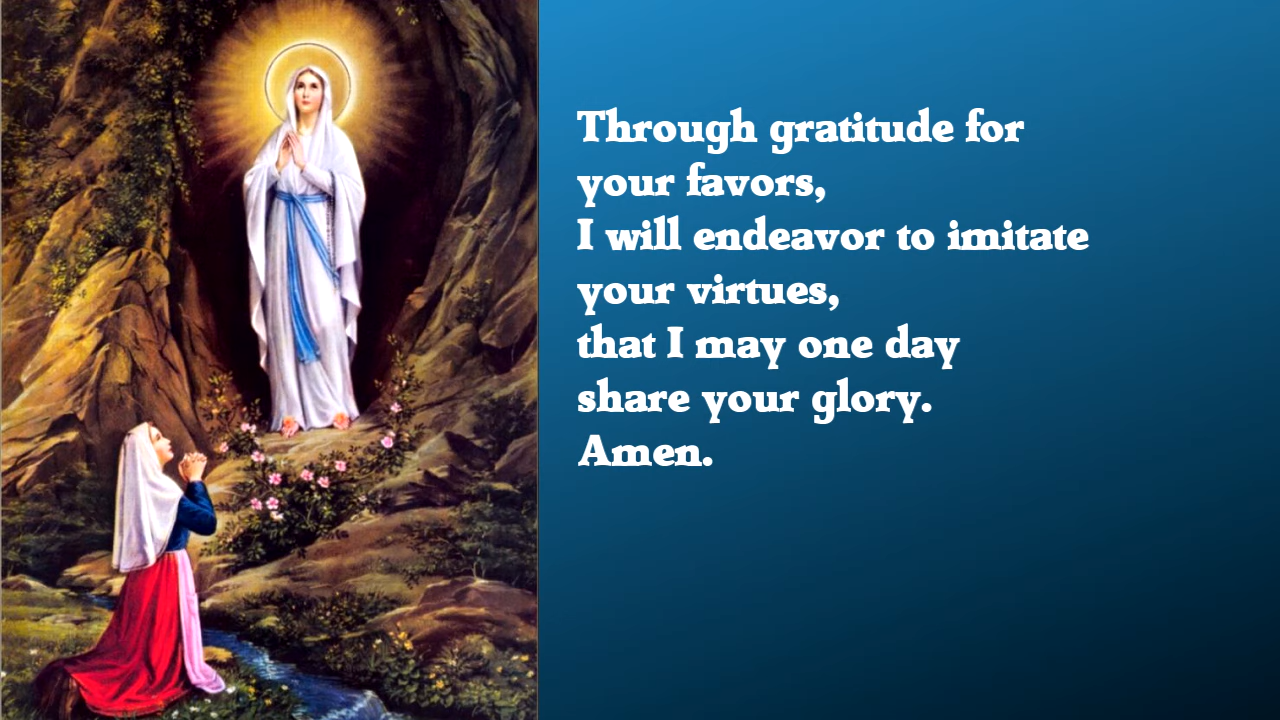 Through gratitude for
your favors,
I will endeavor to imitate
your virtues,
that I may one day
share your glory.
Amen.